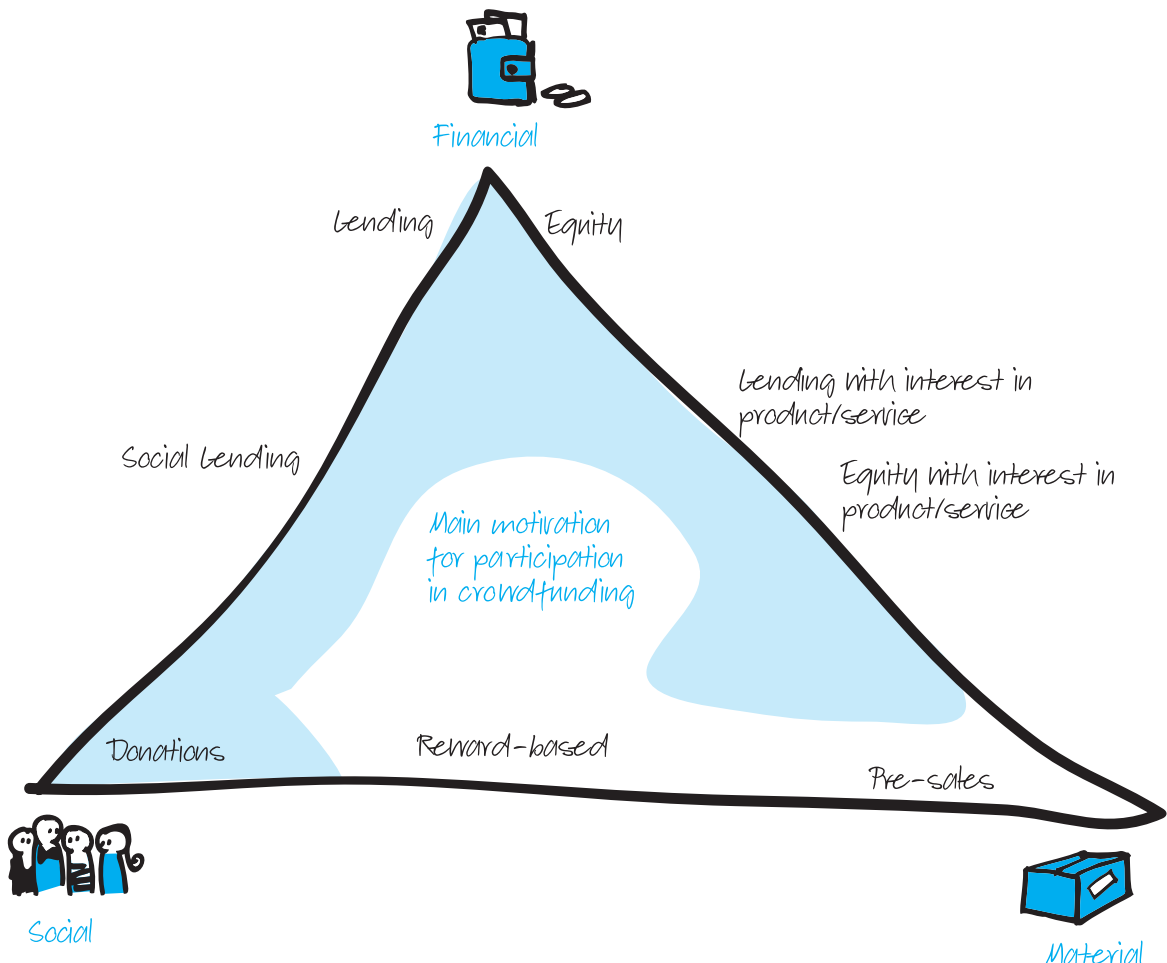 Financial
Lending
Equity
Lending with interest in
product/service
Social Lending
Equity with interest in
product/service
Main motivation
for participation
in crowdfunding
Donations
Reward-based
Pre-sales
Social
Material